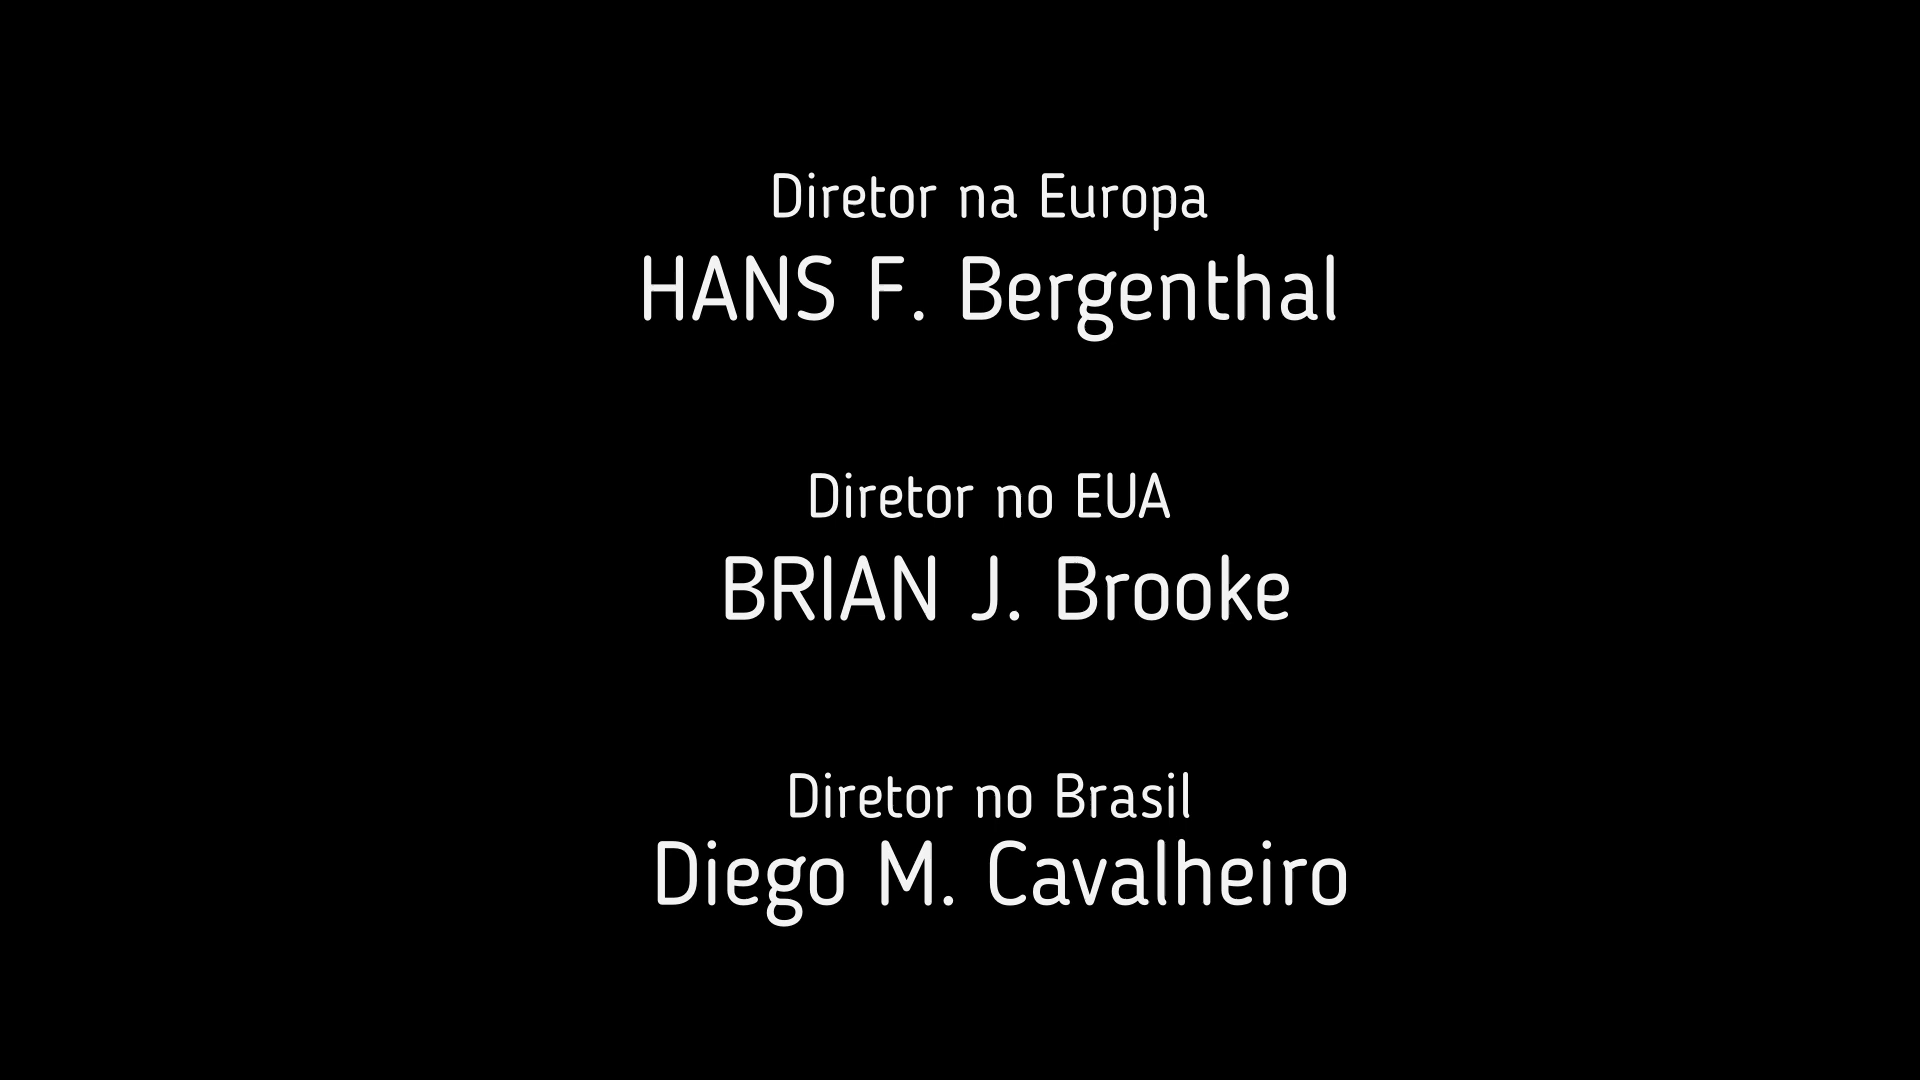 Diretor na Europa
HANS F. Bergenthal
Diretor no EUA
BRIAN J. Brooke
Diretor no Brasil
Diego M. Cavalheiro